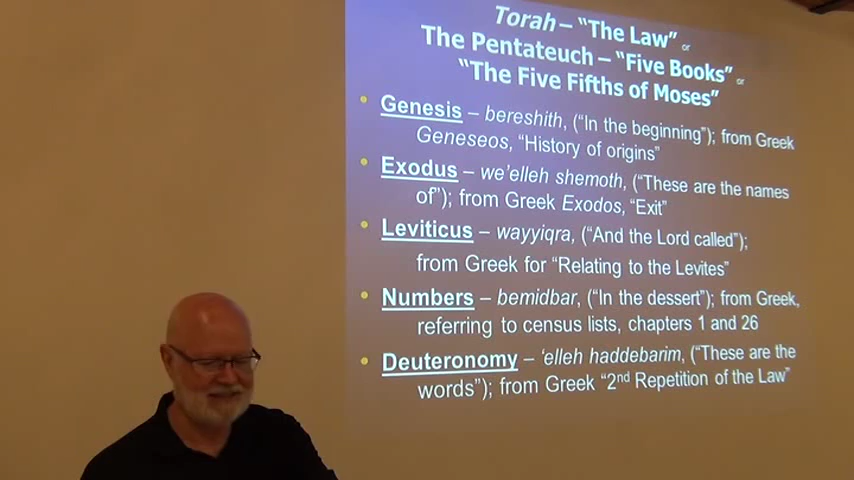 Torah – “The Law” or
The Pentateuch – “Five Books” or
“The Five Fifths of Moses”
• Genesis – bereshith, (“In the beginning”); from Greek
Geneseos, “History of origins”
• Exodus – we’elleh shemoth, (“These are the names
of”); from Greek Exodos, “Exit”
• Leviticus – wayyiqra, (“And the Lord called”);
from Greek for “Relating to the Levites”
• Numbers – bemidbar, (“In the dessert”); from Greek,
referring to census lists, chapters 1 and 26
• Deuteronomy – ‘elleh haddebarim, (“These are the
words”); from Greek “2nd Repetition of the Law”